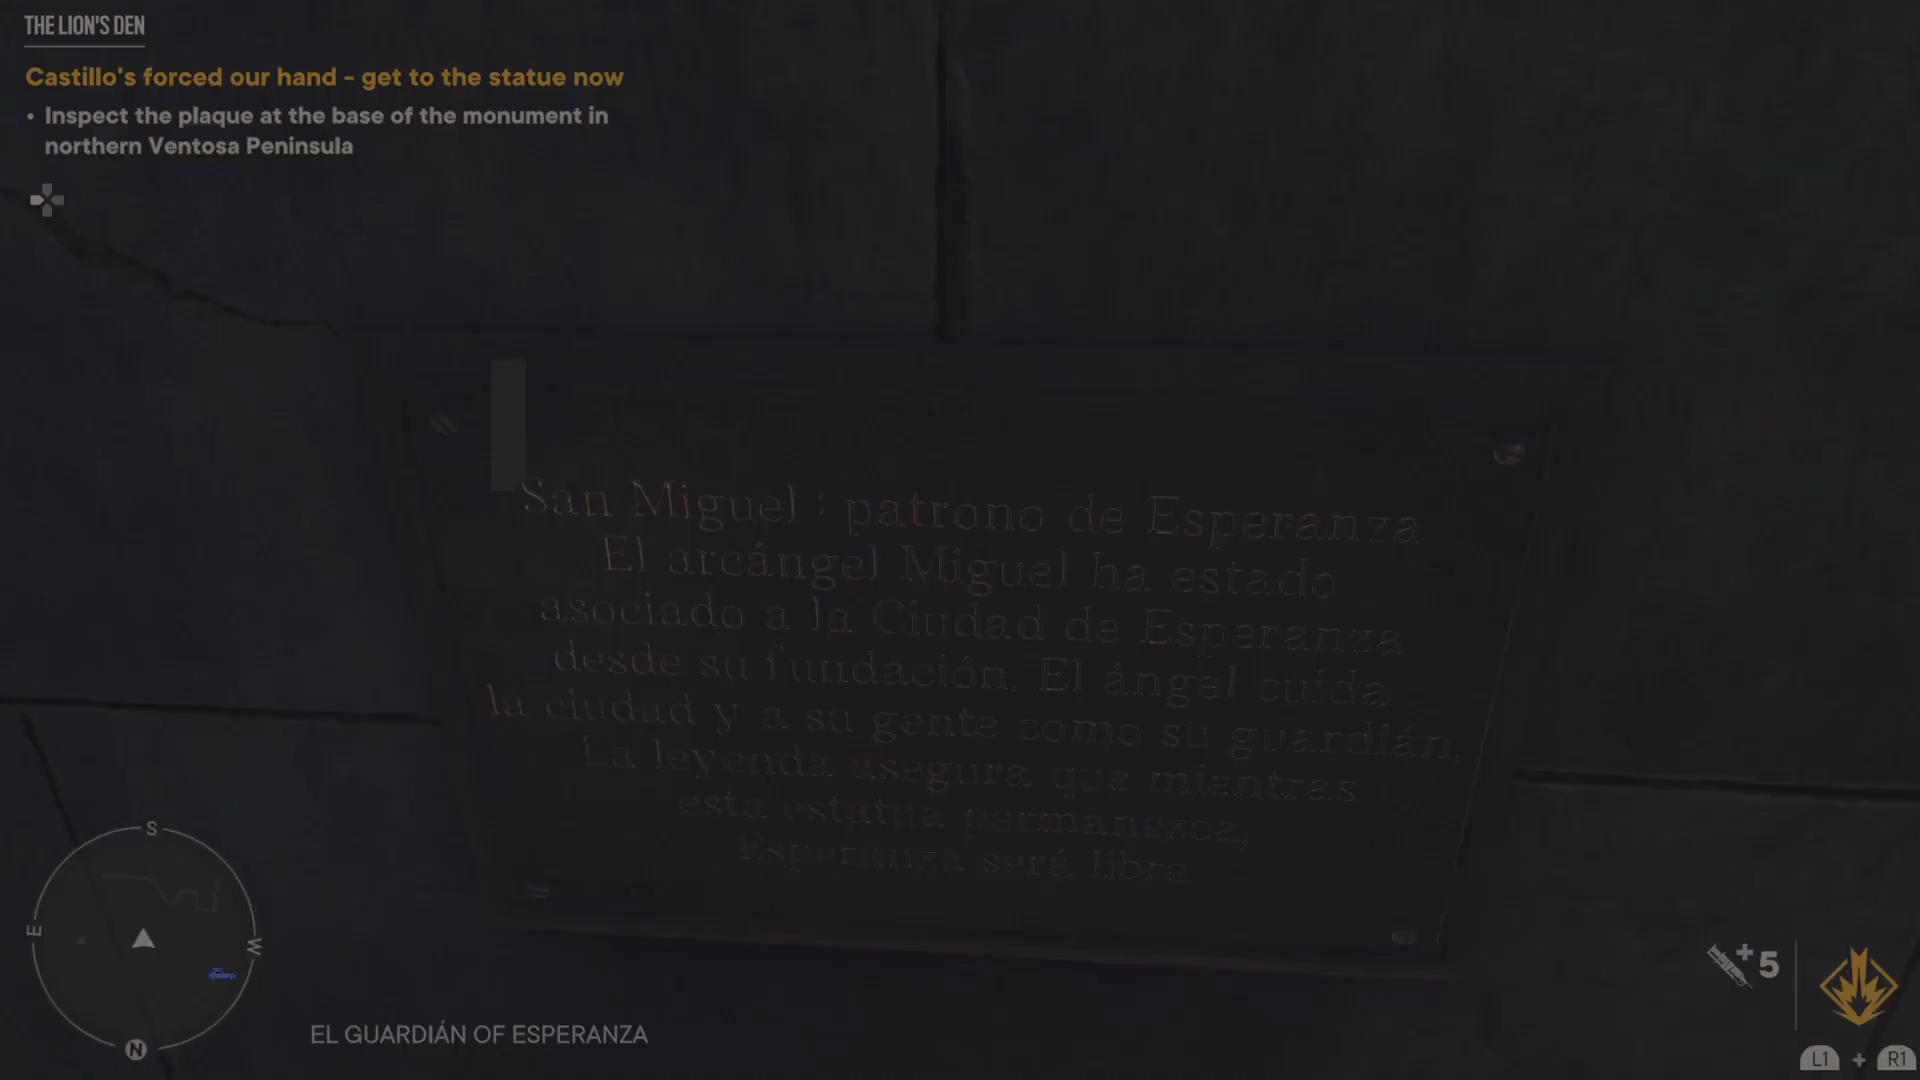 THE LION'S DEN
Castillo's forced our hand - get to the statue now
• Inspect the plaque at the base of the monument in
northern Ventosa Peninsula
San Miguel : patrono de Esperanza
El arcángel Miguel ha estado
asociado a la Ciudad de Esperanza
desde su fundación. El ángel cuida
la ciudad y a su gente como su guardián.
La leyenda asegura que mientras
esta estatua permanezca,
Esperanza será libre.
S
E
W
N
EL GUARDIÁN OF ESPERANZA
5
L1 + R1